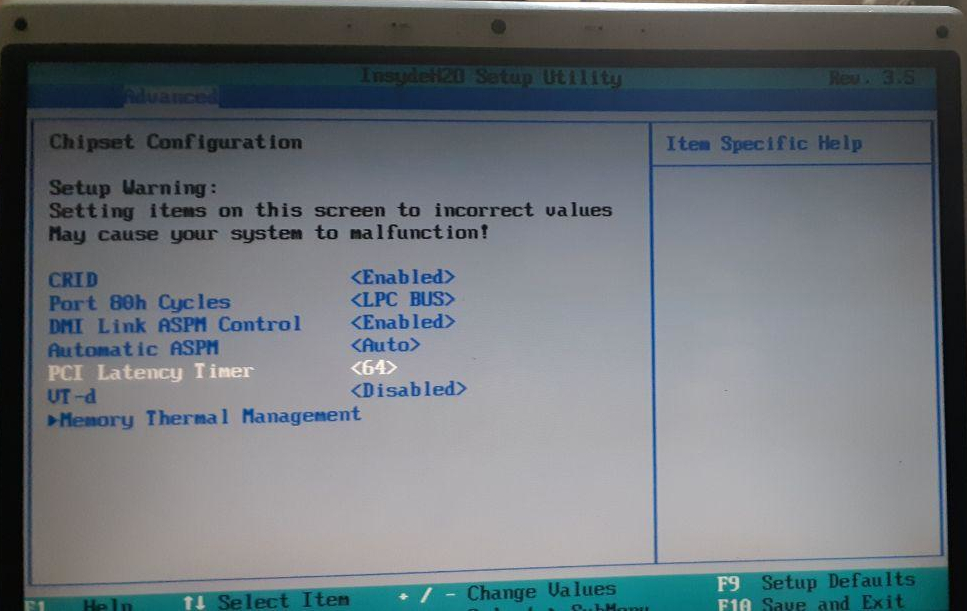 InsydeH20 Setup Utility Rev. 3.5
Advanced
Chipset Configuration
Item Specific Help
Setup Warning:
Setting items on this screen to incorrect values
May cause your system to malfunction!
CRID <Enabled>
Port 80h Cycles <LPC BUS>
DMI Link ASPM Control <Enabled>
Automatic ASPM <Auto>
PCI Latency Timer <64>
VT-d <Disabled>
▶Memory Thermal Management
F1 Help ↑↓ Select Item + / - Change Values F9 Setup Defaults
Select ▶ SubMenu F10 Save and Exit